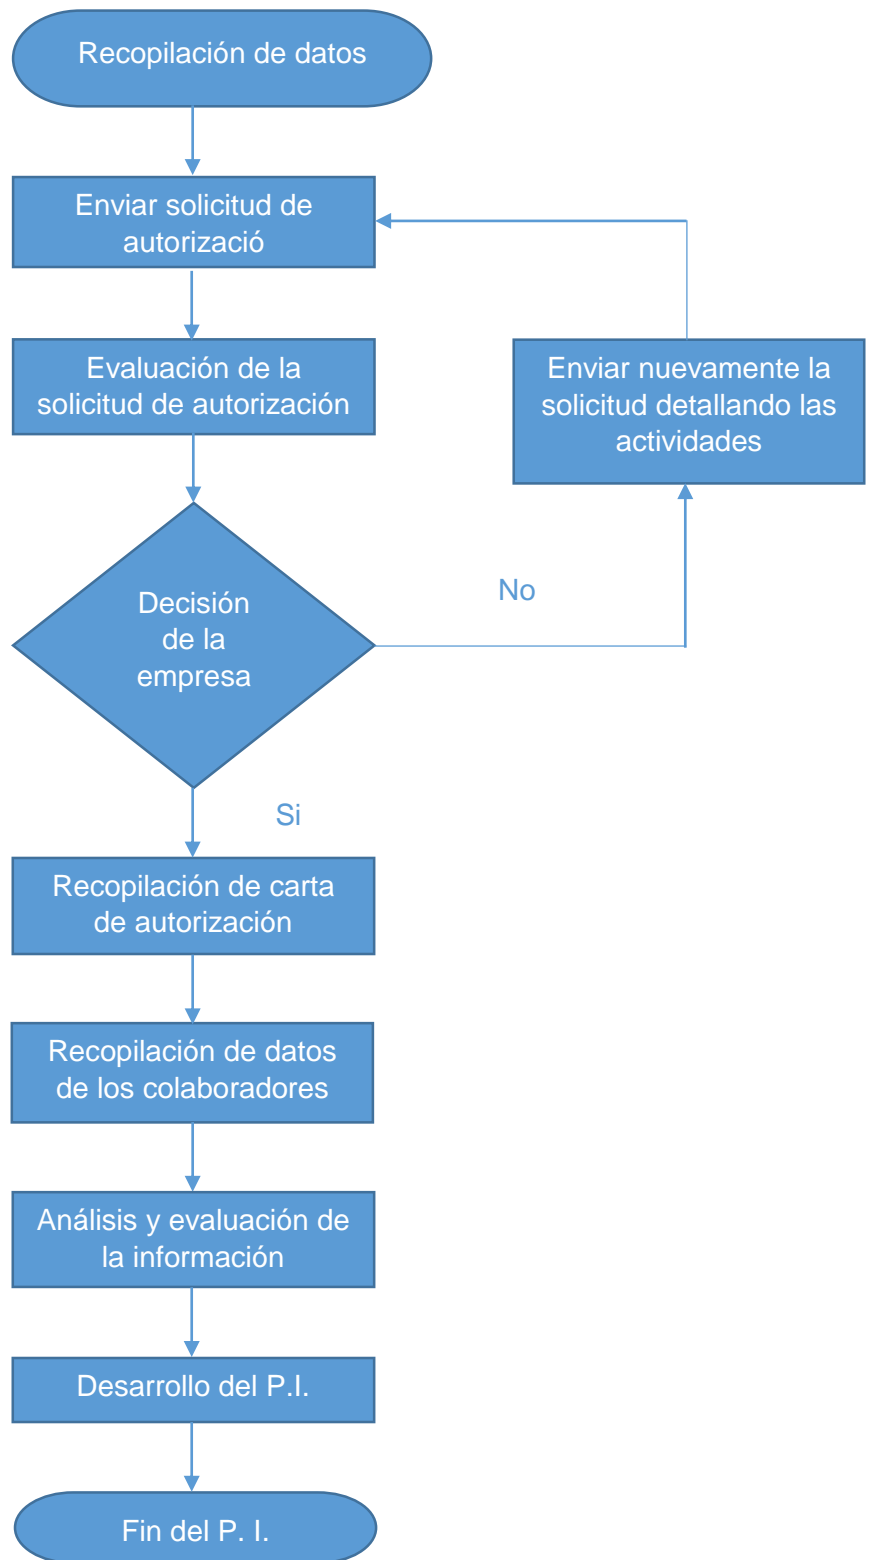 Recopilación de datos
Enviar solicitud de
autorizació
Evaluación de la
solicitud de autorización
Enviar nuevamente la
solicitud detallando las
actividades
Decisión
de la
empresa
No
Si
Recopilación de carta
de autorización
Recopilación de datos
de los colaboradores
Análisis y evaluación de
la información
Desarrollo del P.I.
Fin del P. I.